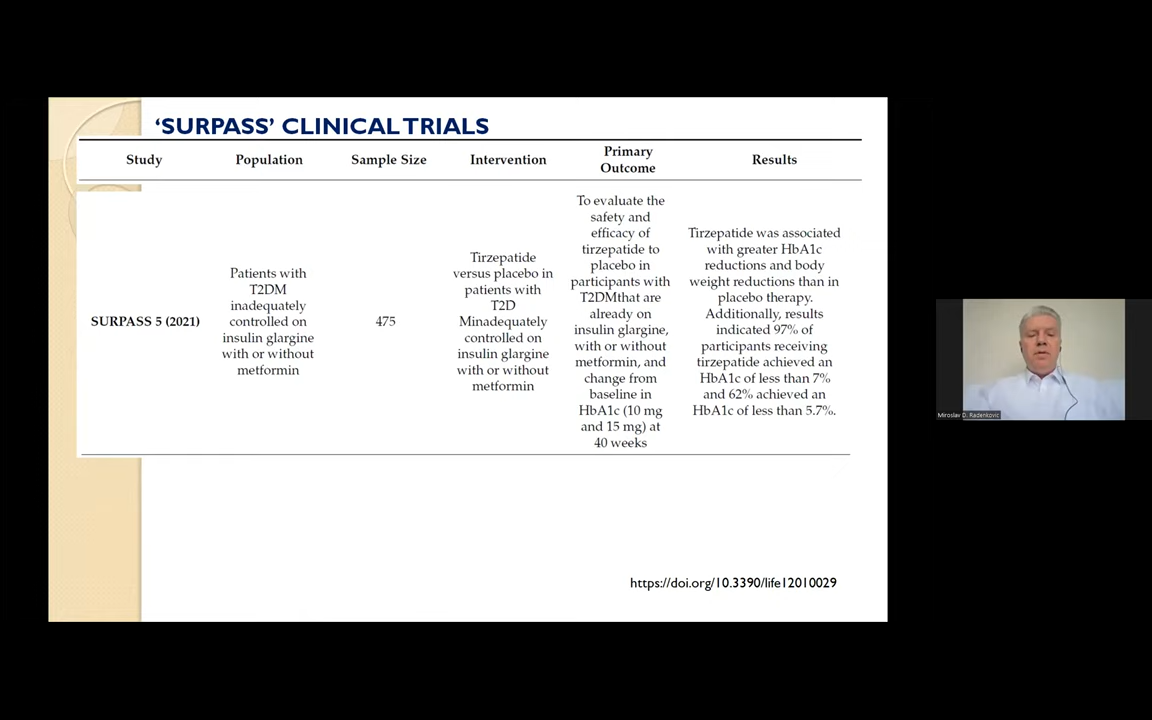 ‘SURPASS’ CLINICAL TRIALS
Study
Population
Sample Size
Intervention
Primary
Outcome
Results
SURPASS 5 (2021)
Patients with
T2DM
inadequately
controlled on
insulin glargine
with or without
metformin
475
Tirzepatide
versus placebo in
patients with
T2D
Minadequately
controlled on
insulin glargine
with or without
metformin
To evaluate the
safety and
efficacy of
tirzepatide to
placebo in
participants with
T2DMthat are
already on
insulin glargine,
with or without
metformin, and
change from
baseline in
HbA1c (10 mg
and 15 mg) at
40 weeks
Tirzepatide was associated
with greater HbA1c
reductions and body
weight reductions than in
placebo therapy.
Additionally, results
indicated 97% of
participants receiving
tirzepatide achieved an
HbA1c of less than 7%
and 62% achieved an
HbA1c of less than 5.7%.
https://doi.org/10.3390/life12010029
Miroslav D. Radenkovic